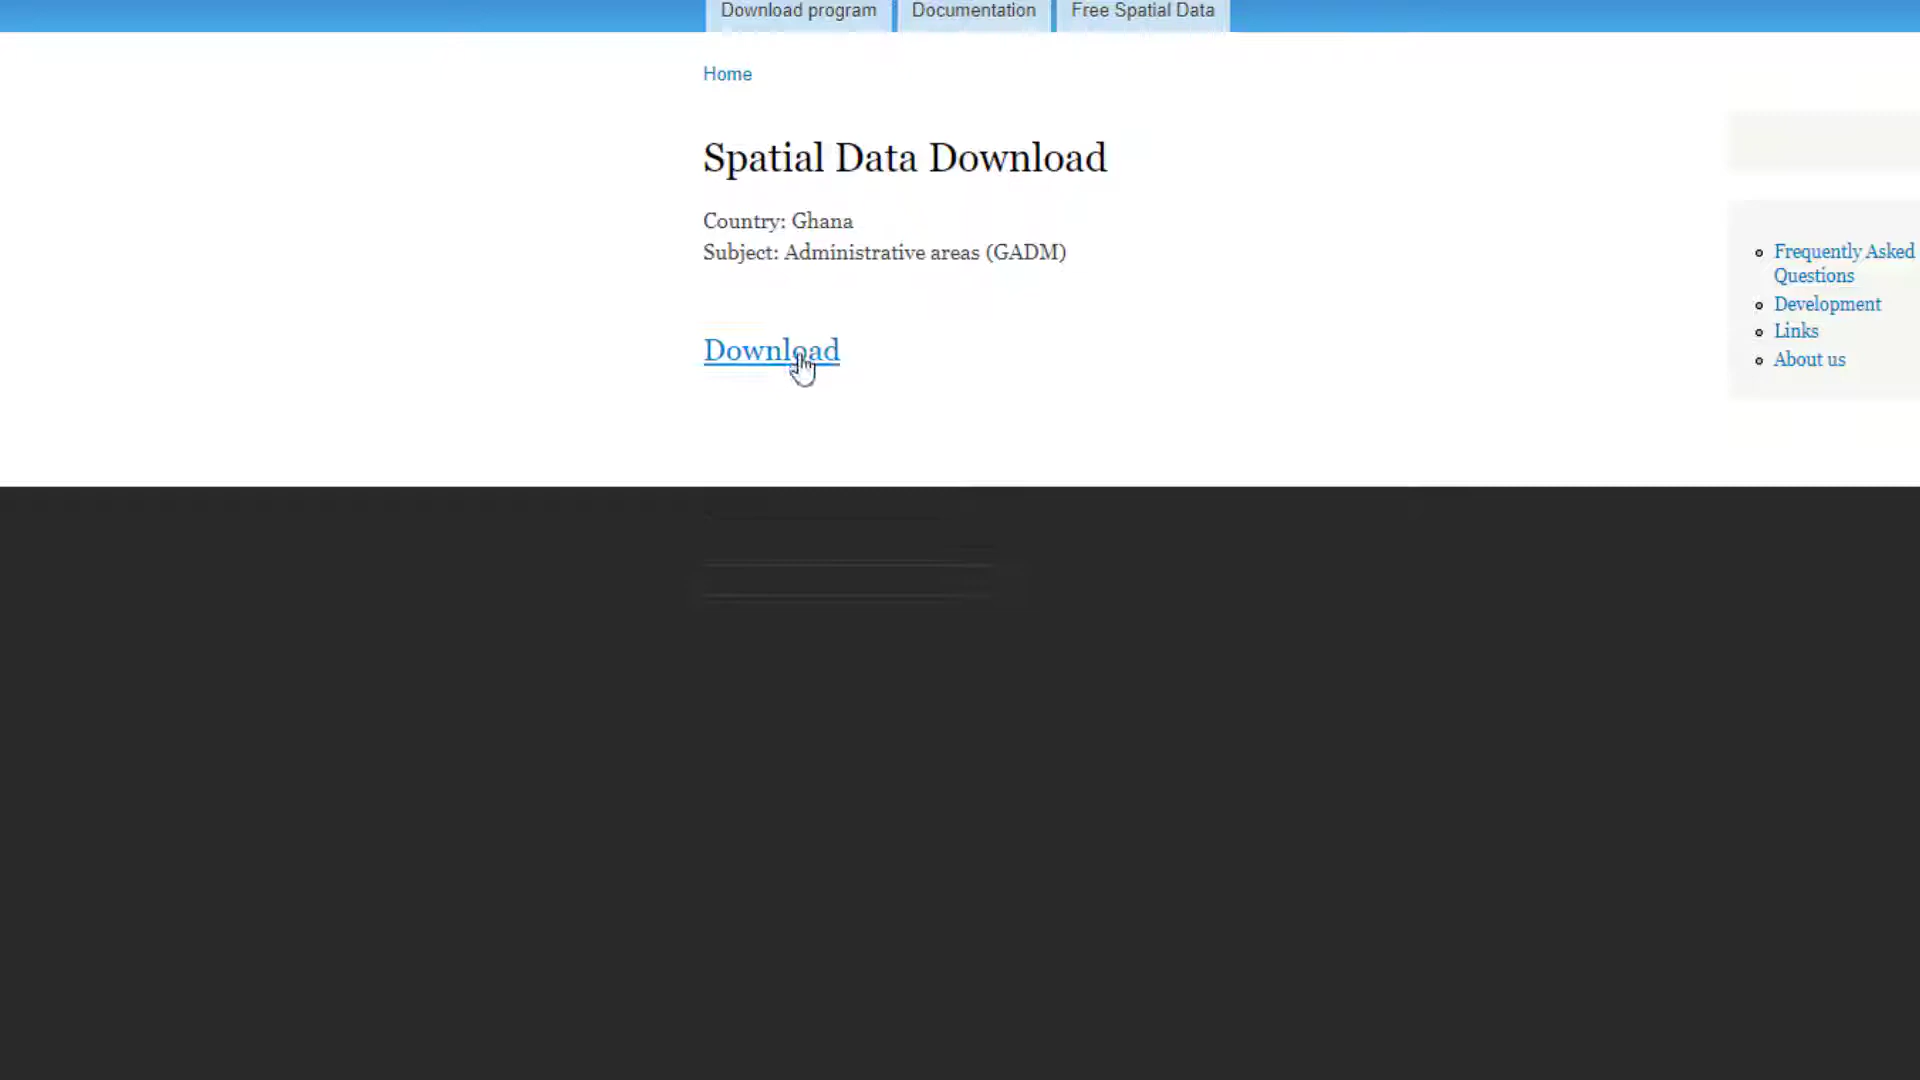 Download program
Documentation
Free Spatial Data
Home
Spatial Data Download
Country: Ghana
Subject: Administrative areas (GADM)
Download
Frequently Asked
Questions
Development
Links
About us